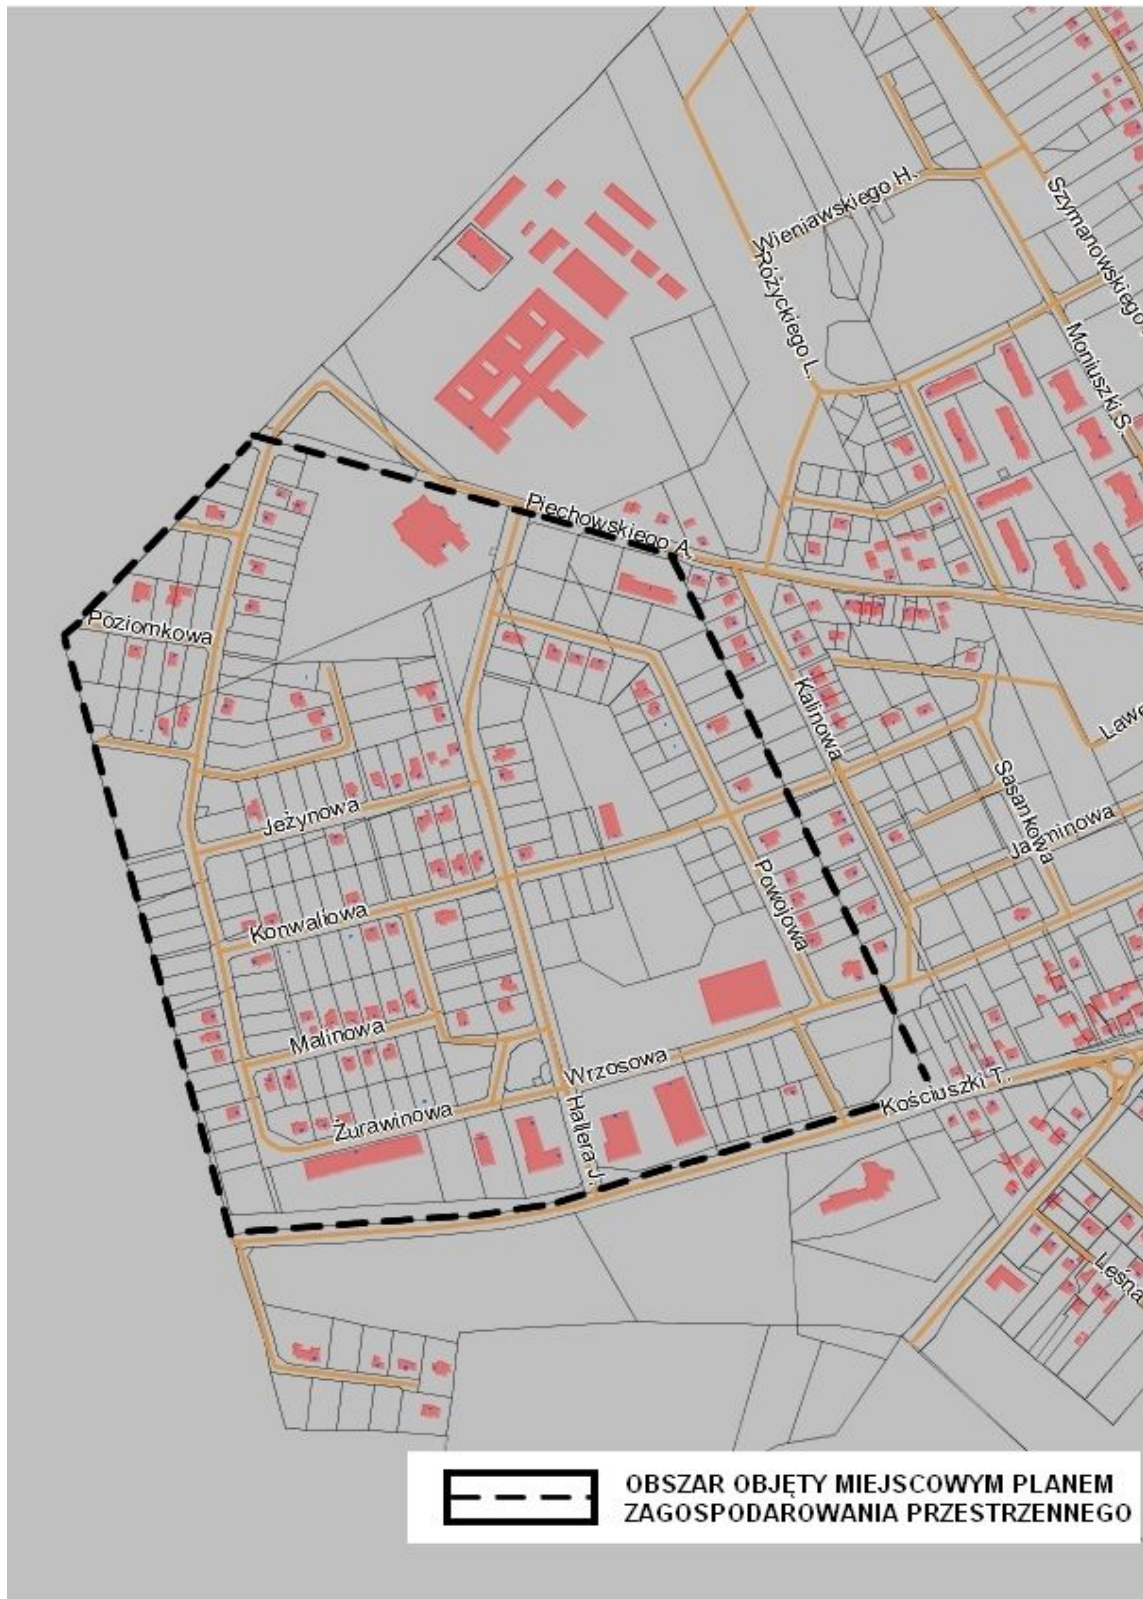 Wieniawskiego H.
Szymanowskiego
Różyckiego L.
Moniuszki S.
Piechowskiego A.
Poziomkowa
Kalinowa
Sasankowa
Jaśminowa
Jeżynowa
Powojowa
Konwaliowa
Malinowa
Wrzosowa
Żurawinowa
Hallera J.
Kościuszki T.
Leśna
OBSZAR OBJĘTY MIEJSCOWYM PLANEM
ZAGOSPODAROWANIA PRZESTRZENNEGO